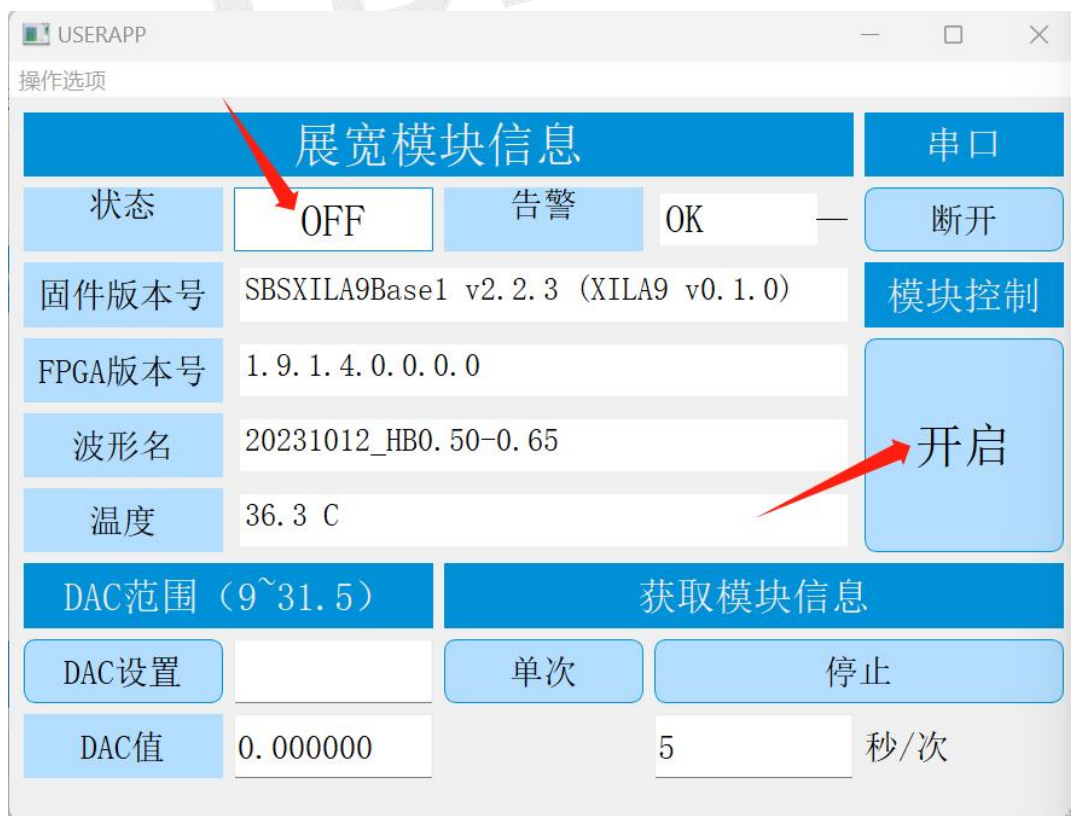 USERAPP
操作选项
展宽模块信息
串口
状态
OFF
告警
OK
断开
固件版本号
SBSXILA9Base1 v2.2.3 (XILA9 v0.1.0)
模块控制
FPGA版本号
1.9.1.4.0.0.0.0
开启
波形名
20231012_HB0.50-0.65
温度
36.3 C
DAC范围（9~31.5）
获取模块信息
DAC设置
单次
停止
DAC值
0.000000
5
秒/次